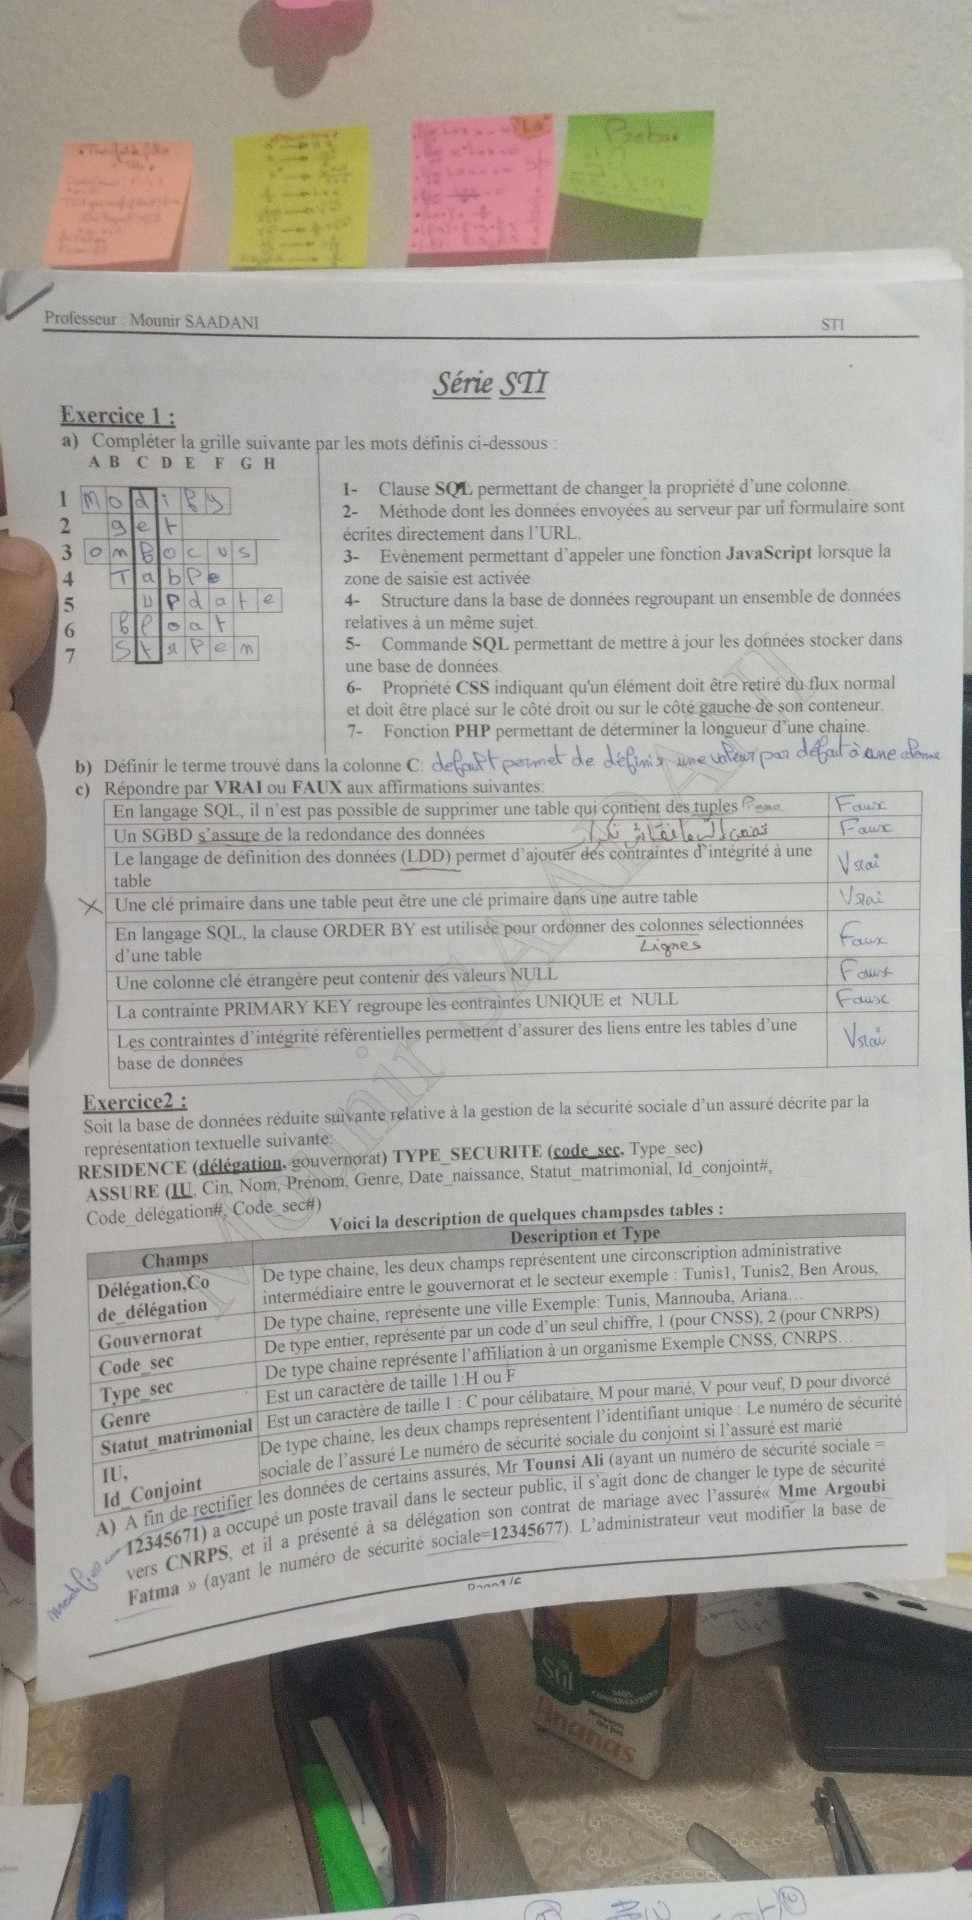 Probas
Professeur : Mounir SAADANI STI
Série STI
Exercice 1 :
a) Compléter la grille suivante par les mots définis ci-dessous :
A B C D E F G H
1 M o d i f y
2 g e t
3 o n f o c u s
4 T a b l e
5 u p d a t e
6 f l o a t
7 S t r l e n
1- Clause SQL permettant de changer la propriété d'une colonne.
2- Méthode dont les données envoyées au serveur par un formulaire sont
écrites directement dans l'URL.
3- Evènement permettant d'appeler une fonction JavaScript lorsque la
zone de saisie est activée
4- Structure dans la base de données regroupant un ensemble de données
relatives à un même sujet.
5- Commande SQL permettant de mettre à jour les données stocker dans
une base de données.
6- Propriété CSS indiquant qu'un élément doit être retiré du flux normal
et doit être placé sur le côté droit ou sur le côté gauche de son conteneur.
7- Fonction PHP permettant de déterminer la longueur d'une chaine.
b) Définir le terme trouvé dans la colonne C: default permet de définir une valeur par défaut à une colonne
c) Répondre par VRAI ou FAUX aux affirmations suivantes:
En langage SQL, il n'est pas possible de supprimer une table qui contient des tuples Faux
Un SGBD s'assure de la redondance des données Faux
Le langage de définition des données (LDD) permet d'ajouter des contraintes d'intégrité à une
table Vrai
Une clé primaire dans une table peut être une clé primaire dans une autre table Vrai
En langage SQL, la clause ORDER BY est utilisée pour ordonner des colonnes sélectionnées
d'une table Lignes Faux
Une colonne clé étrangère peut contenir des valeurs NULL Faux
La contrainte PRIMARY KEY regroupe les contraintes UNIQUE et NULL Fause
Les contraintes d'intégrité référentielles permettent d'assurer des liens entre les tables d'une
base de données Vrai
Exercice2 :
Soit la base de données réduite suivante relative à la gestion de la sécurité sociale d'un assuré décrite par la
représentation textuelle suivante:
RESIDENCE (délégation, gouvernorat) TYPE_SECURITE (code_sec, Type_sec)
ASSURE (IU, Cin, Nom, Prénom, Genre, Date_naissance, Statut_matrimonial, Id_conjoint#,
Code_délégation#, Code_sec#)
Voici la description de quelques champsdes tables :
Champs Description et Type
Délégation,Co
de_délégation
De type chaine, les deux champs représentent une circonscription administrative
intermédiaire entre le gouvernorat et le secteur exemple : Tunis1, Tunis2, Ben Arous,
Gouvernorat De type chaine, représente une ville Exemple: Tunis, Mannouba, Ariana…
Code_sec De type entier, représenté par un code d'un seul chiffre, 1 (pour CNSS), 2 (pour CNRPS)
Type_sec De type chaine représente l'affiliation à un organisme Exemple CNSS, CNRPS…
Genre Est un caractère de taille 1:H ou F
Statut_matrimonial Est un caractère de taille 1 : C pour célibataire, M pour marié, V pour veuf, D pour divorcé
IU,
Id_Conjoint
De type chaine, les deux champs représentent l'identifiant unique : Le numéro de sécurité
sociale de l'assuré Le numéro de sécurité sociale du conjoint si l'assuré est marié
A) A fin de rectifier les données de certains assurés, Mr Tounsi Ali (ayant un numéro de sécurité sociale =
12345671) a occupé un poste travail dans le secteur public, il s'agit donc de changer le type de sécurité
vers CNRPS, et il a présenté à sa délégation son contrat de mariage avec l'assuré« Mme Argoubi
Fatma » (ayant le numéro de sécurité sociale=12345677). L'administrateur veut modifier la base de
Mounir SAADANI
Stil
Bananas